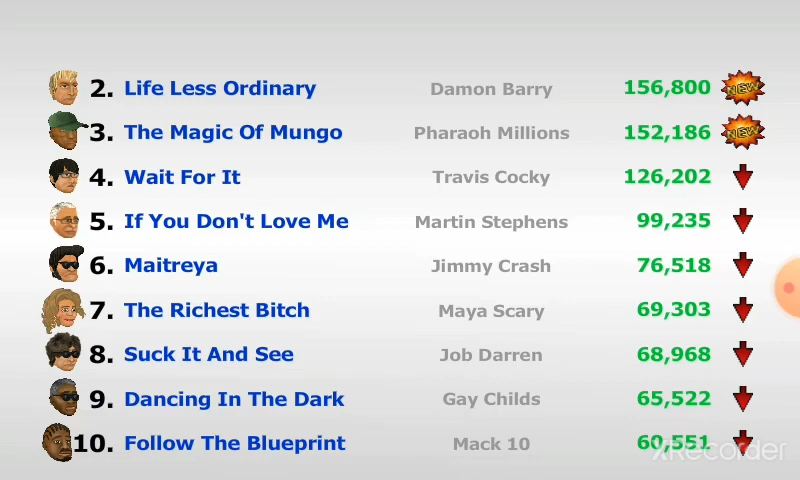 2. Life Less Ordinary Damon Barry 156,800 NEW
3. The Magic Of Mungo Pharaoh Millions 152,186 NEW
4. Wait For It Travis Cocky 126,202
5. If You Don't Love Me Martin Stephens 99,235
6. Maitreya Jimmy Crash 76,518
7. The Richest Bitch Maya Scary 69,303
8. Suck It And See Job Darren 68,968
9. Dancing In The Dark Gay Childs 65,522
10. Follow The Blueprint Mack 10 60,551
XRecorder